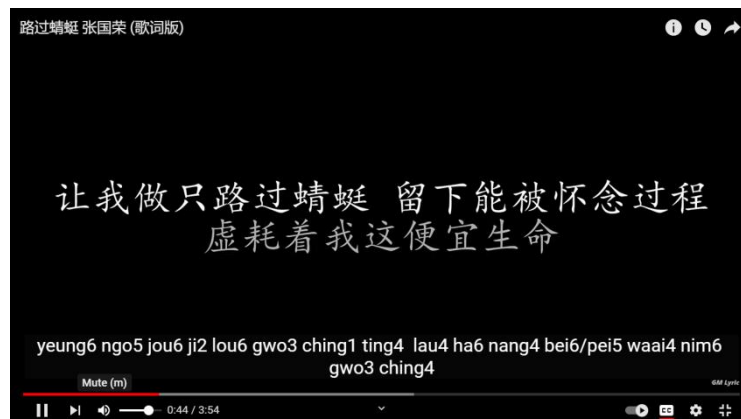 路过蜻蜓 张国荣 (歌词版)
让我做只路过蜻蜓 留下能被怀念过程
虚耗着我这便宜生命
yeung6 ngo5 jou6 ji2 lou6 gwo3 ching1 ting4 lau4 ha6 nang4 bei6/pei5 waai4 nim6
gwo3 ching4
GM Lyric
Mute (m)
0:44 / 3:54
CC